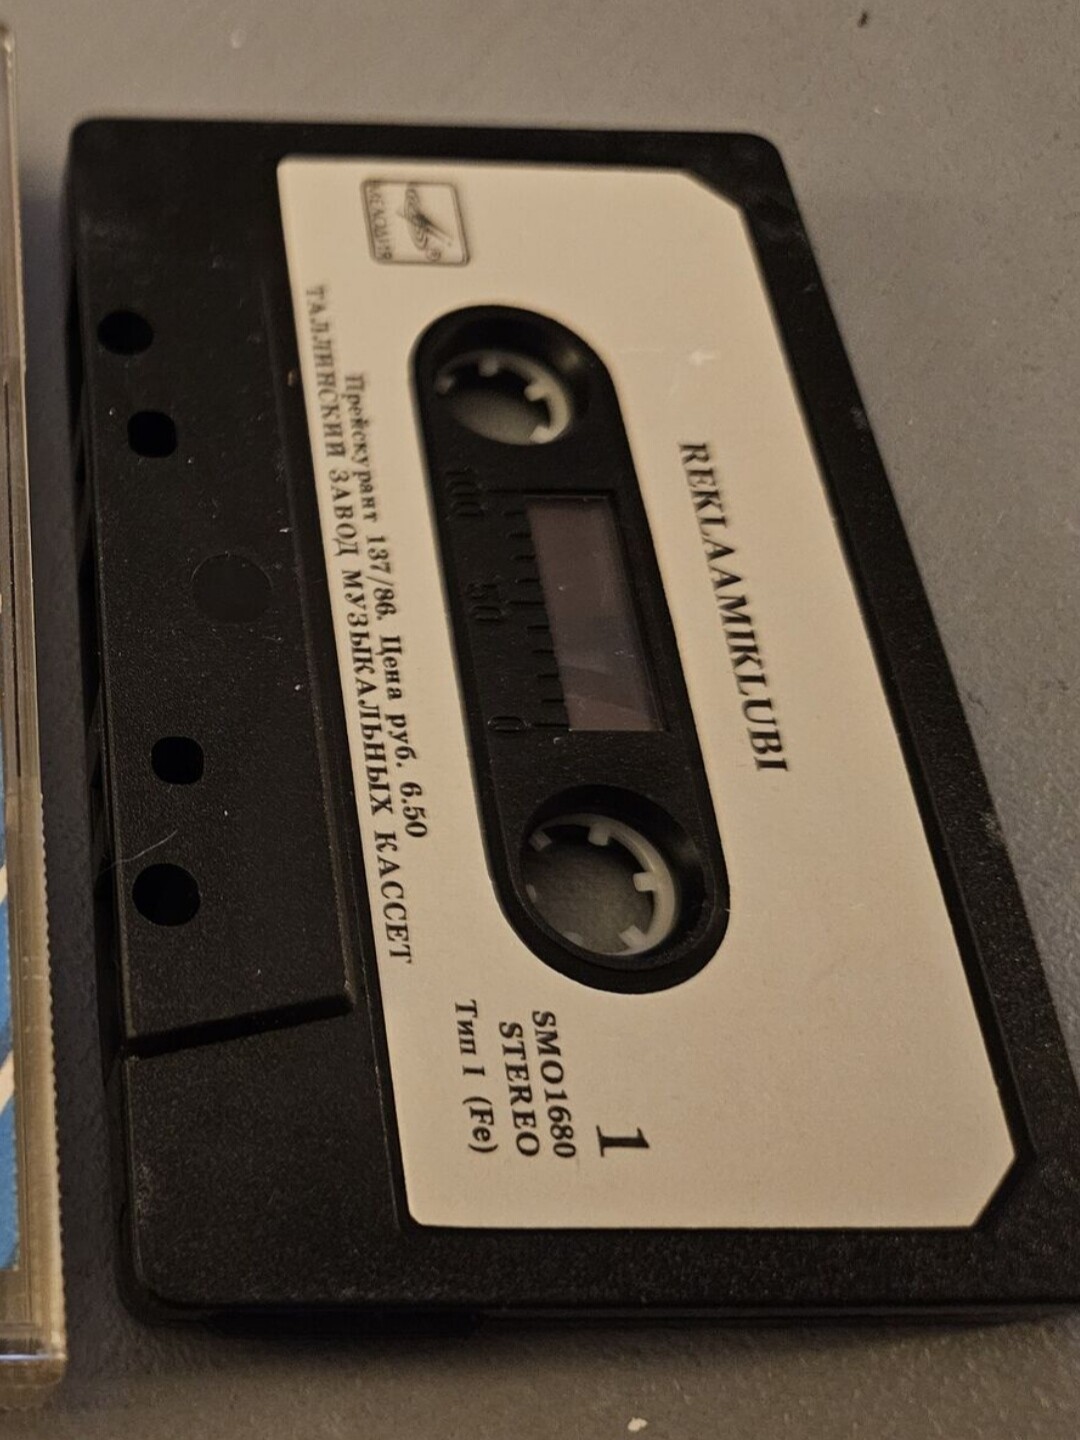 REKLAAMIKLUBI
МЕЛОДИЯ
®
100 50 0
1
SMO1680
STEREO
Тип I (Fe)
Прейскурант 137/86. Цена руб. 6.50
ТАЛЛИНСКИЙ ЗАВОД МУЗЫКАЛЬНЫХ КАССЕТ